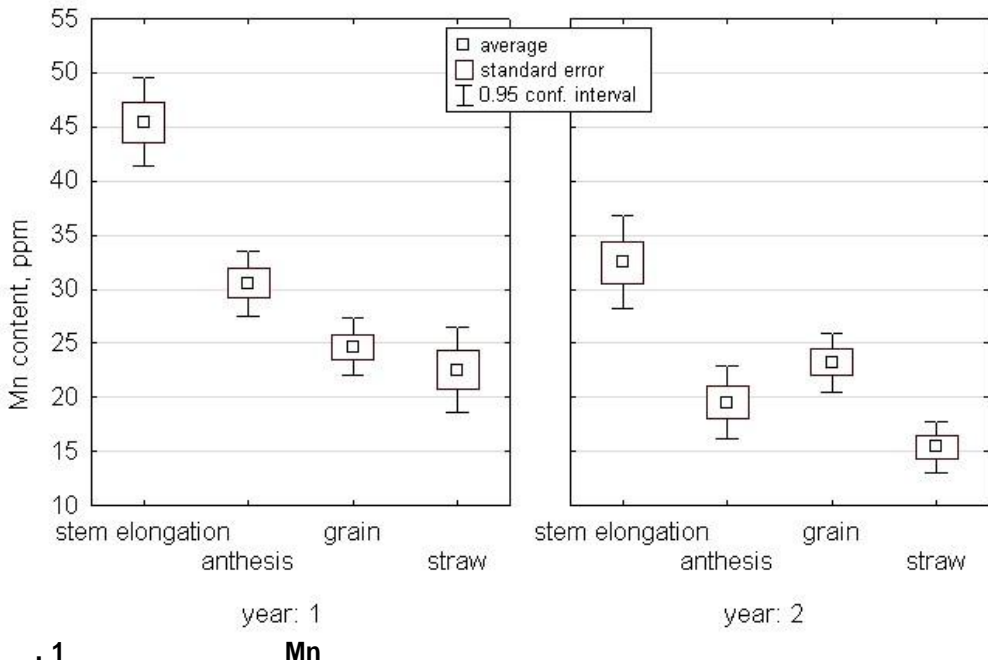 55
50
45
40
35
30
25
20
15
10
Mn content, ppm
average
standard error
0.95 conf. interval
stem elongation grain stem elongation grain
anthesis straw anthesis straw
year: 1 year: 2
. 1 Mn